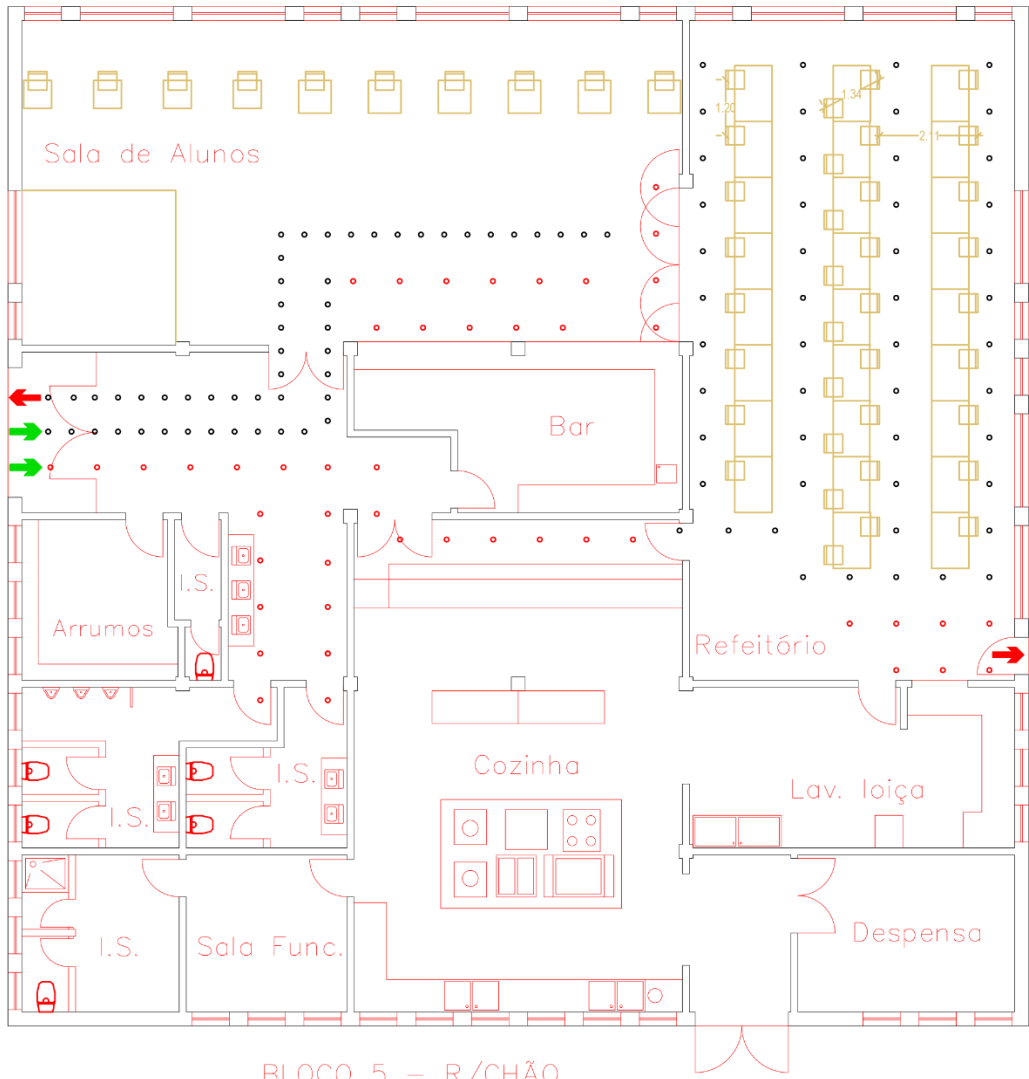 1.20
1.34
2.11
Sala de Alunos
Bar
I.S.
Arrumos
Refeitório
Cozinha
I.S.
Lav. loiça
I.S.
I.S.
Sala Func.
Despensa
BLOCO 5 – R/CHÃO